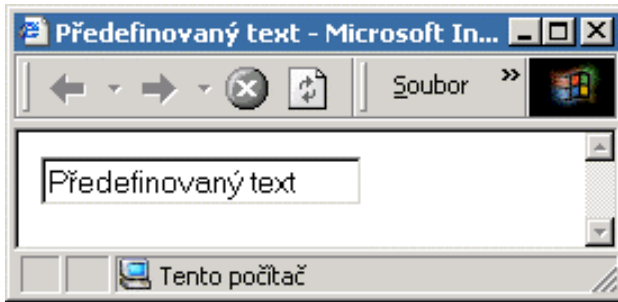 Předefinovaný text - Microsoft In...
Soubor »
Předefinovaný text
Tento počítač